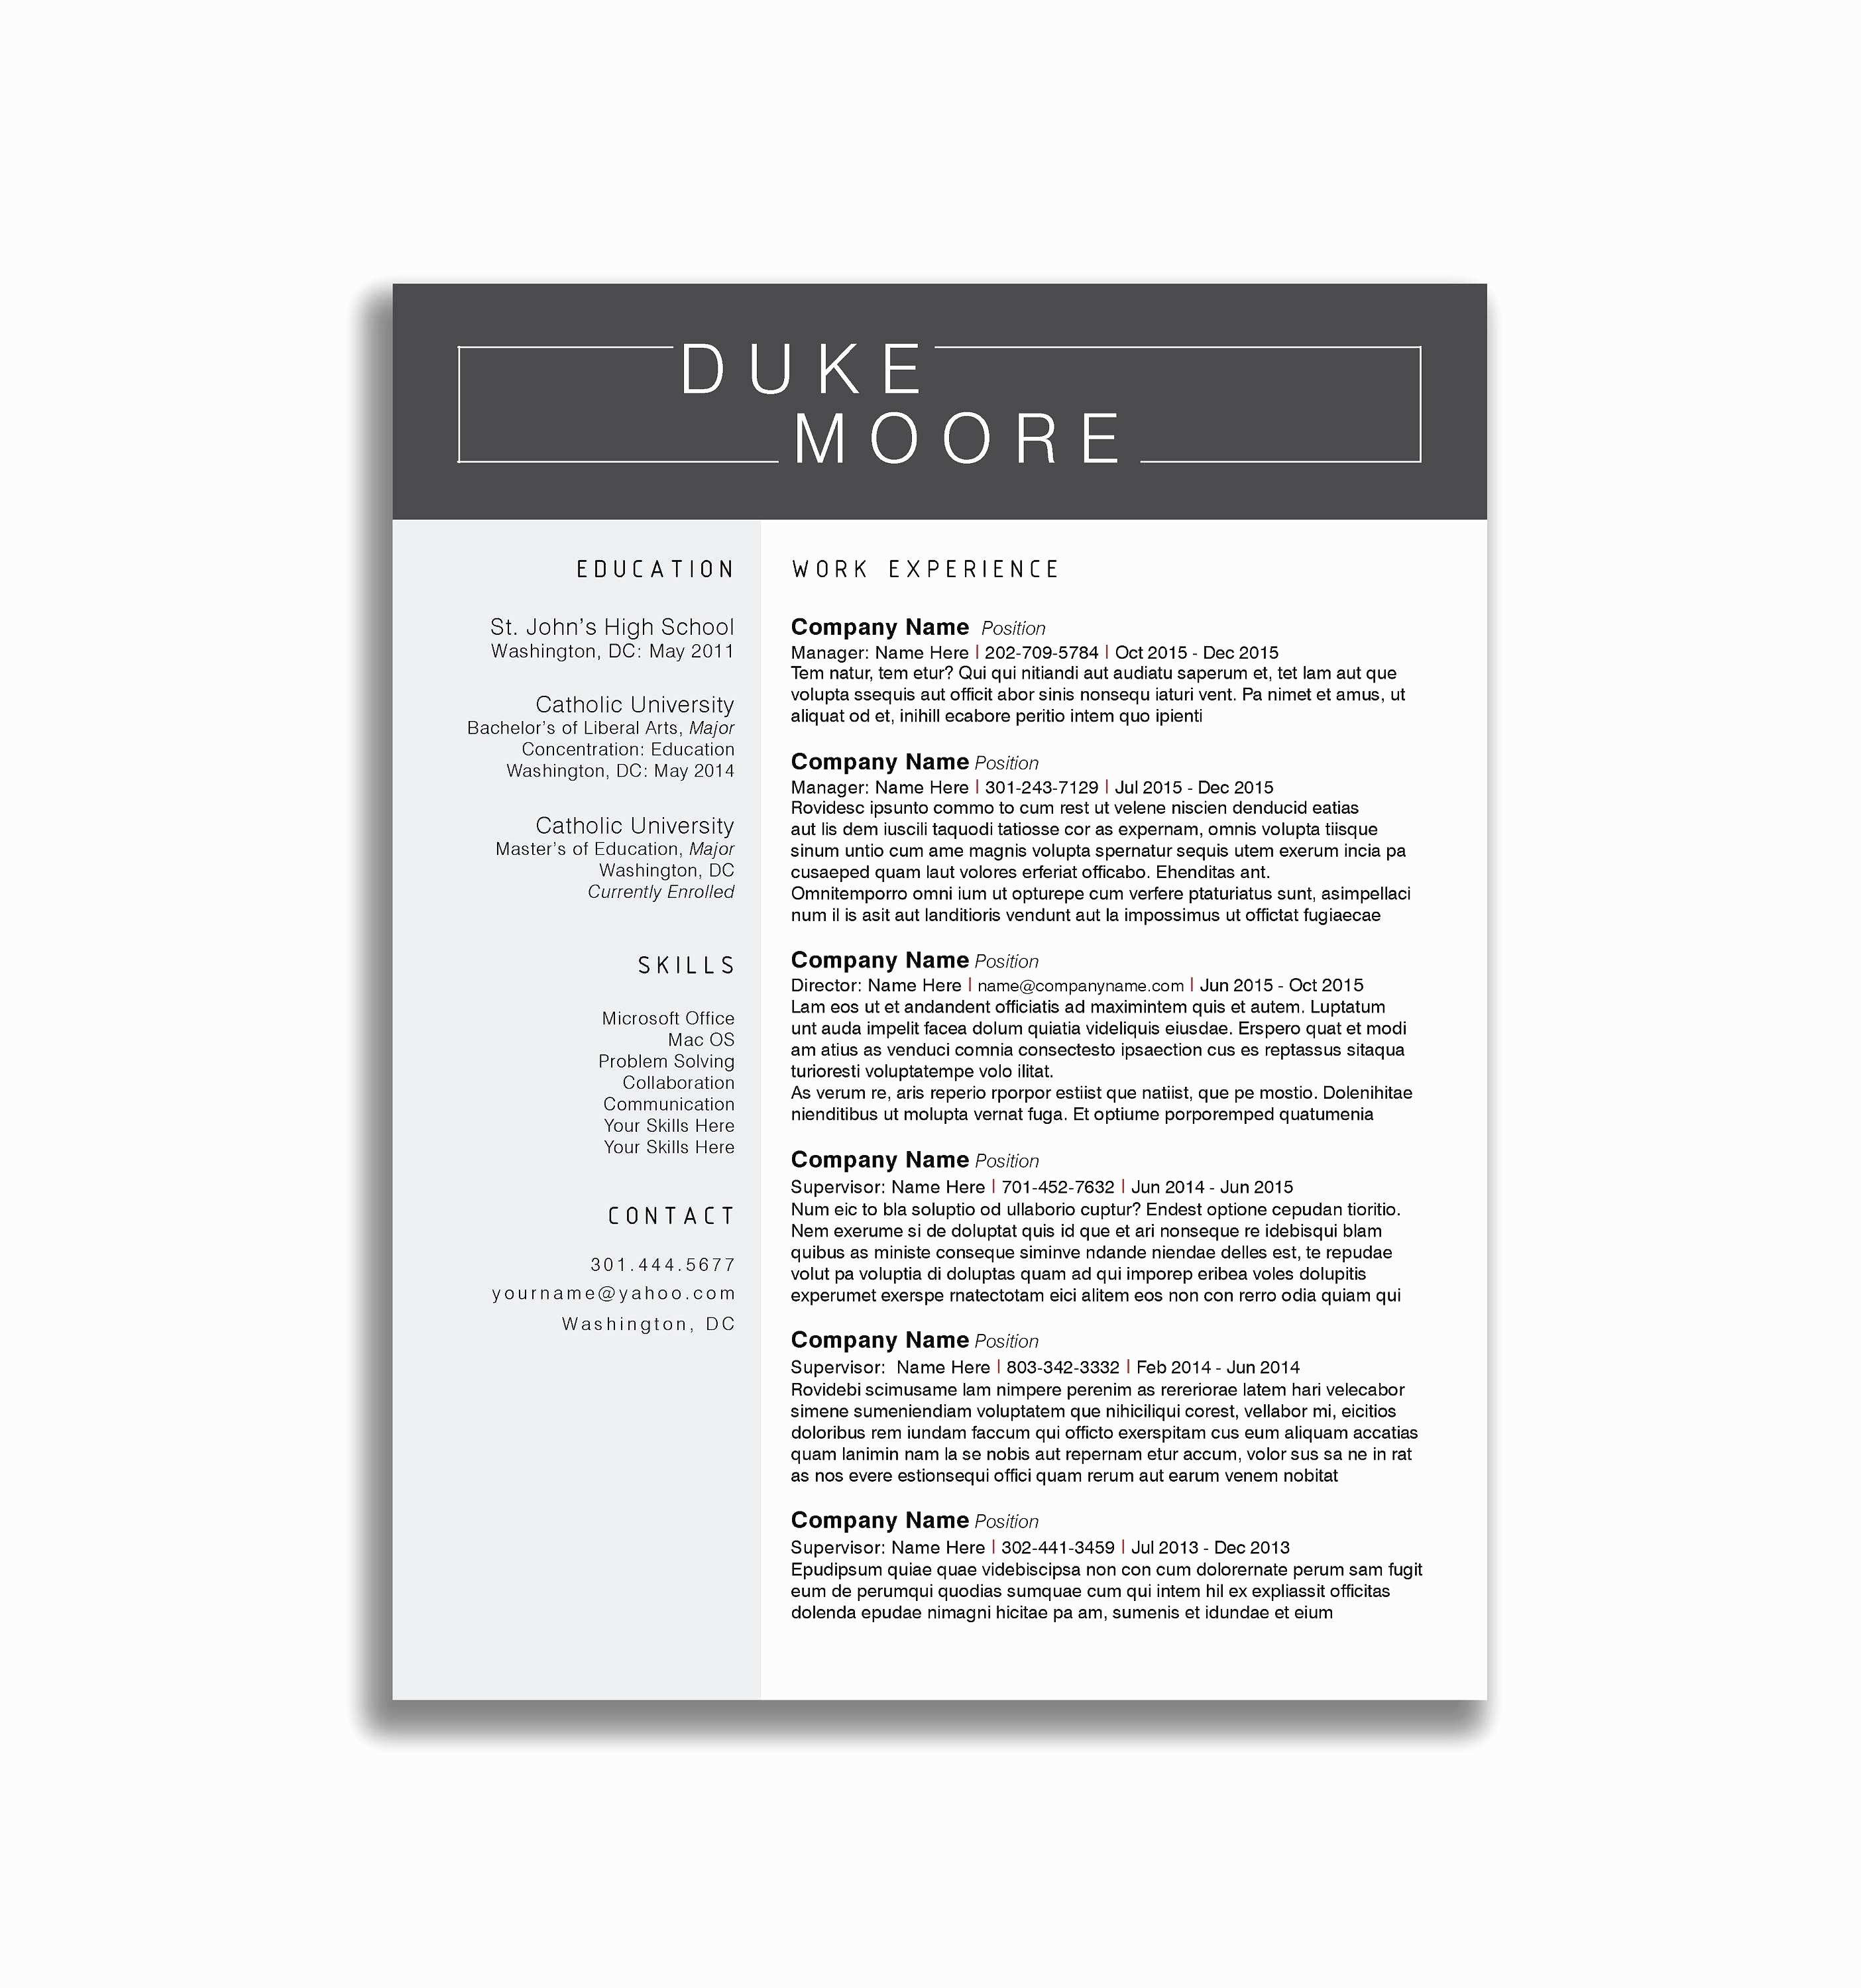 DUKE
MOORE
EDUCATION
St. John's High School
Washington, DC: May 2011
Catholic University
Bachelor's of Liberal Arts, Major
Concentration: Education
Washington, DC: May 2014
Catholic University
Master's of Education, Major
Washington, DC
Currently Enrolled
SKILLS
Microsoft Office
Mac OS
Problem Solving
Collaboration
Communication
Your Skills Here
Your Skills Here
CONTACT
301.444.5677
yourname@yahoo.com
Washington, DC
WORK EXPERIENCE
Company Name Position
Manager: Name Here | 202-709-5784 | Oct 2015 - Dec 2015
Tem natur, tem etur? Qui qui nitiandi aut audiatu saperum et, tet lam aut que
volupta ssequis aut officit abor sinis nonsequ iaturi vent. Pa nimet et amus, ut
aliquat od et, inihill ecabore peritio intem quo ipienti
Company Name Position
Manager: Name Here | 301-243-7129 | Jul 2015 - Dec 2015
Rovidesc ipsunto commo to cum rest ut velene niscien denducid eatias
aut lis dem iuscili taquodi tatiosse cor as expernam, omnis volupta tiisque
sinum untio cum ame magnis volupta spernatur sequis utem exerum incia pa
cusaeped quam laut volores erferiat officabo. Ehenditas ant.
Omnitemporro omni ium ut opturepe cum verfere ptaturiatus sunt, asimpellaci
num il is asit aut landitioris vendunt aut la impossimus ut offictat fugiaecae
Company Name Position
Director: Name Here | name@companyname.com | Jun 2015 - Oct 2015
Lam eos ut et andandent officiatis ad maximintem quis et autem. Luptatum
unt auda impelit facea dolum quiatia videliquis eiusdae. Erspero quat et modi
am atius as venduci comnia consectesto ipsaection cus es reptassus sitaqua
turioresti voluptatempe volo ilitat.
As verum re, aris reperio rporpor estiist que natiist, que pe mostio. Dolenihitae
nienditibus ut molupta vernat fuga. Et optiume porporemped quatumenia
Company Name Position
Supervisor: Name Here | 701-452-7632 | Jun 2014 - Jun 2015
Num eic to bla soluptio od ullaborio cuptur? Endest optione cepudan tioritio.
Nem exerume si de doluptat quis id que et ari nonseque re idebisqui blam
quibus as ministe conseque siminve ndande niendae delles est, te repudae
volut pa voluptia di doluptas quam ad qui imporep eribea voles dolupitis
experumet exerspe rnatectotam eici alitem eos non con rerro odia quiam qui
Company Name Position
Supervisor: Name Here | 803-342-3332 | Feb 2014 - Jun 2014
Rovidebi scimusame lam nimpere perenim as rereriorae latem hari velecabor
simene sumeniendiam voluptatem que nihiciliqui corest, vellabor mi, eicitios
doloribus rem iundam faccum qui officto exerspitam cus eum aliquam accatias
quam lanimin nam la se nobis aut repernam etur accum, volor sus sa ne in rat
as nos evere estionsequi offici quam rerum aut earum venem nobitat
Company Name Position
Supervisor: Name Here | 302-441-3459 | Jul 2013 - Dec 2013
Epudipsum quiae quae videbiscipsa non con cum dolorernate perum sam fugit
eum de perumqui quodias sumquae cum qui intem hil ex expliassit officitas
dolenda epudae nimagni hicitae pa am, sumenis et idundae et eium